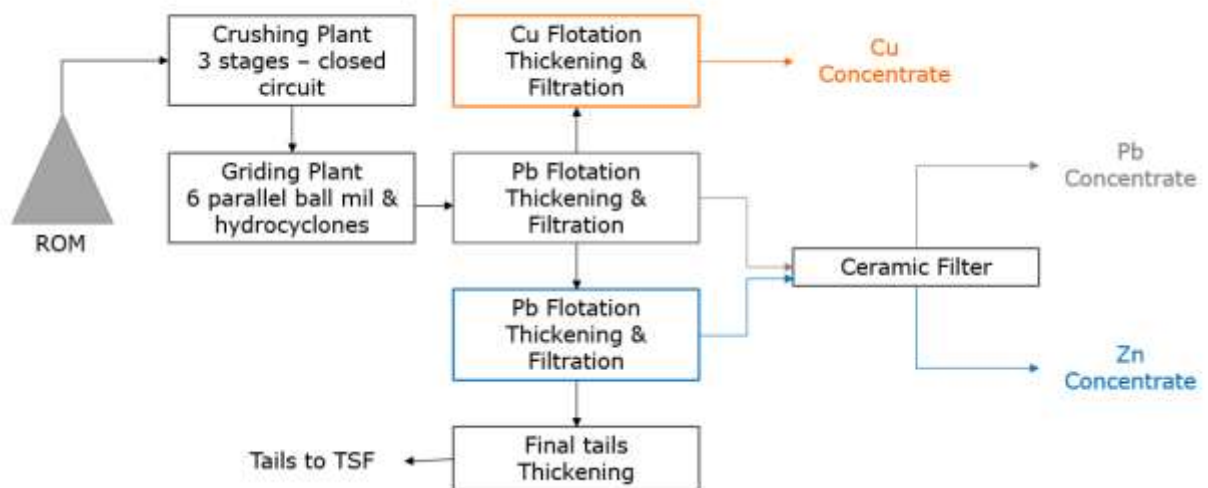 Crushing Plant
3 stages – closed
circuit
Cu Flotation
Thickening &
Filtration
Cu
Concentrate
Griding Plant
6 parallel ball mil &
hydrocyclones
Pb Flotation
Thickening &
Filtration
Pb
Concentrate
ROM
Ceramic Filter
Pb Flotation
Thickening &
Filtration
Zn
Concentrate
Tails to TSF
Final tails
Thickening